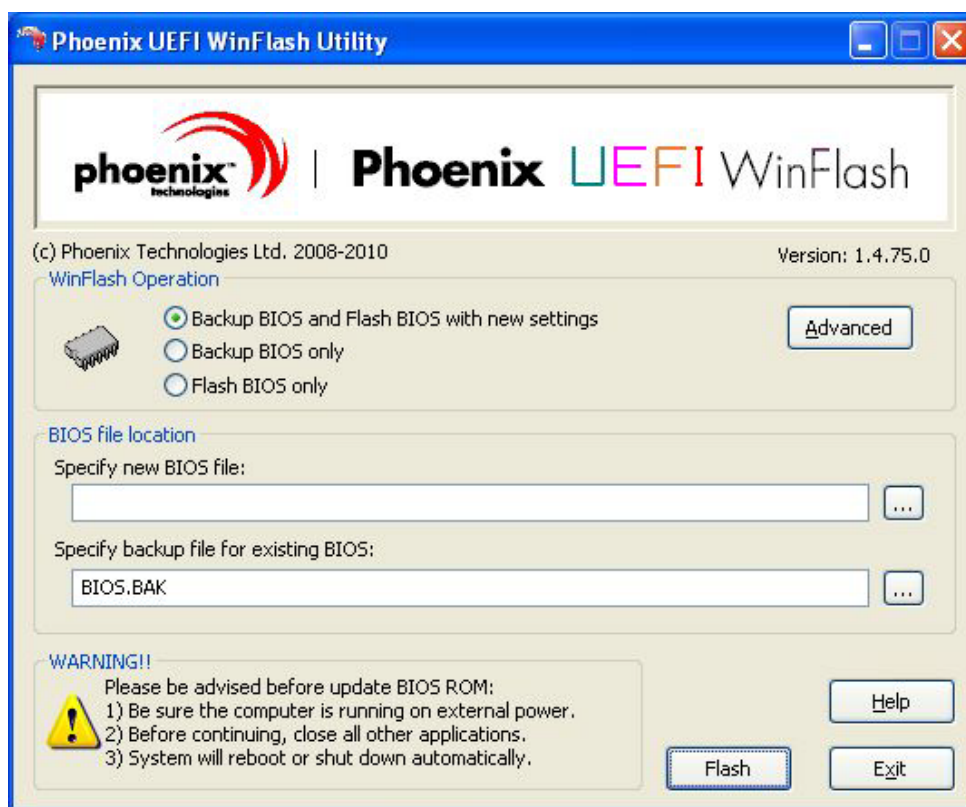 Phoenix UEFI WinFlash Utility
phoenix™ technologies | Phoenix UEFI WinFlash
(c) Phoenix Technologies Ltd. 2008-2010 Version: 1.4.75.0
WinFlash Operation
Backup BIOS and Flash BIOS with new settings
Advanced
Backup BIOS only
Flash BIOS only
BIOS file location
Specify new BIOS file:
...
Specify backup file for existing BIOS:
BIOS.BAK ...
WARNING!!
Please be advised before update BIOS ROM:
1) Be sure the computer is running on external power.
2) Before continuing, close all other applications.
3) System will reboot or shut down automatically.
Help
Flash Exit